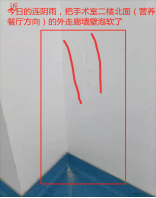 近
今日的连阴雨，把手术室二楼北面（营养
餐厅方向）的外走廊墙壁泡软了